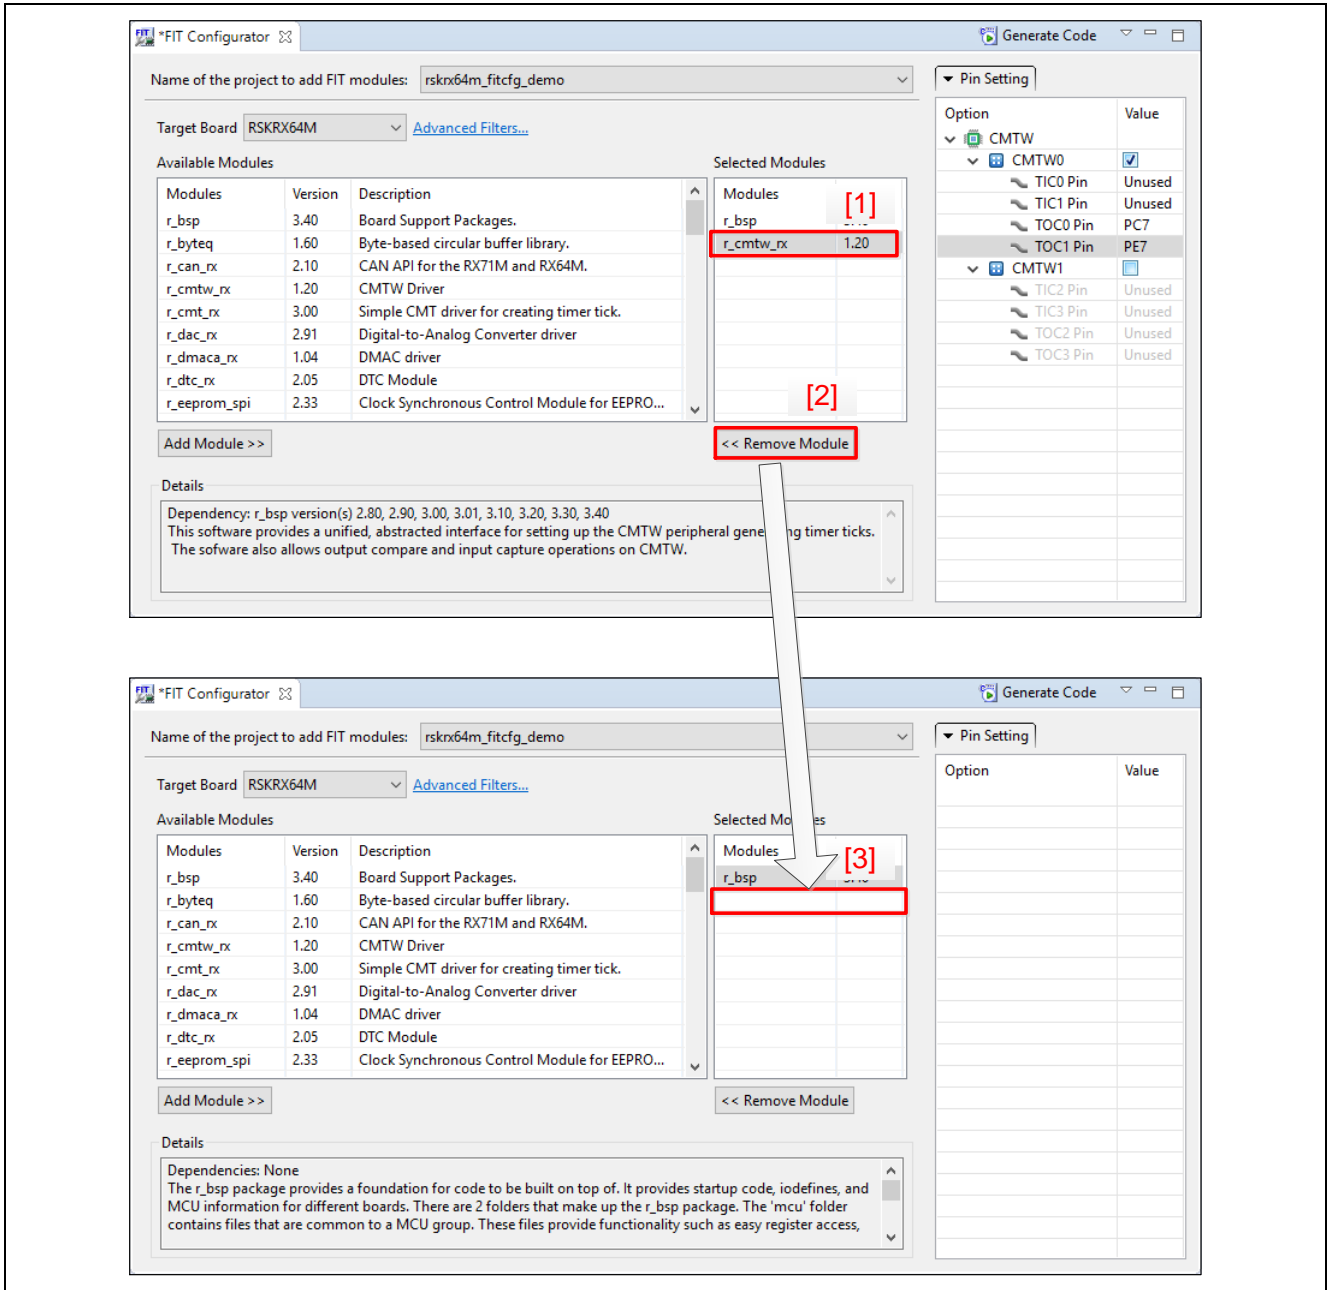 *FIT Configurator
Generate Code
Name of the project to add FIT modules: rskrx64m_fitcfg_demo
Pin Setting
Target Board RSKRX64M Advanced Filters...
Option Value
CMTW
Available Modules Selected Modules
CMTW0
Modules Version Description Modules [1]
TIC0 Pin Unused
TIC1 Pin Unused
r_bsp 3.40 Board Support Packages. r_bsp
TOC0 Pin PC7
r_byteq 1.60 Byte-based circular buffer library. r_cmtw_rx 1.20
TOC1 Pin PE7
r_can_rx 2.10 CAN API for the RX71M and RX64M.
CMTW1
r_cmtw_rx 1.20 CMTW Driver
TIC2 Pin Unused
r_cmt_rx 3.00 Simple CMT driver for creating timer tick.
TIC3 Pin Unused
r_dac_rx 2.91 Digital-to-Analog Converter driver
TOC2 Pin Unused
r_dmaca_rx 1.04 DMAC driver
TOC3 Pin Unused
r_dtc_rx 2.05 DTC Module
r_eeprom_spi 2.33 Clock Synchronous Control Module for EEPRO...
[2]
Add Module >> << Remove Module
Details
Dependency: r_bsp version(s) 2.80, 2.90, 3.00, 3.01, 3.10, 3.20, 3.30, 3.40
This software provides a unified, abstracted interface for setting up the CMTW peripheral timer ticks.
The sofware also allows output compare and input capture operations on CMTW.
*FIT Configurator
Generate Code
Name of the project to add FIT modules: rskrx64m_fitcfg_demo
Pin Setting
Target Board RSKRX64M Advanced Filters...
Option Value
Available Modules Selected
Modules Version Description Modules [3]
r_bsp 3.40 Board Support Packages. r_bsp
r_byteq 1.60 Byte-based circular buffer library.
r_can_rx 2.10 CAN API for the RX71M and RX64M.
r_cmtw_rx 1.20 CMTW Driver
r_cmt_rx 3.00 Simple CMT driver for creating timer tick.
r_dac_rx 2.91 Digital-to-Analog Converter driver
r_dmaca_rx 1.04 DMAC driver
r_dtc_rx 2.05 DTC Module
r_eeprom_spi 2.33 Clock Synchronous Control Module for EEPRO...
Add Module >> << Remove Module
Details
Dependencies: None
The r_bsp package provides a foundation for code to be built on top of. It provides startup code, iodefines, and
MCU information for different boards. There are 2 folders that make up the r_bsp package. The 'mcu' folder
contains files that are common to a MCU group. These files provide functionality such as easy register access,